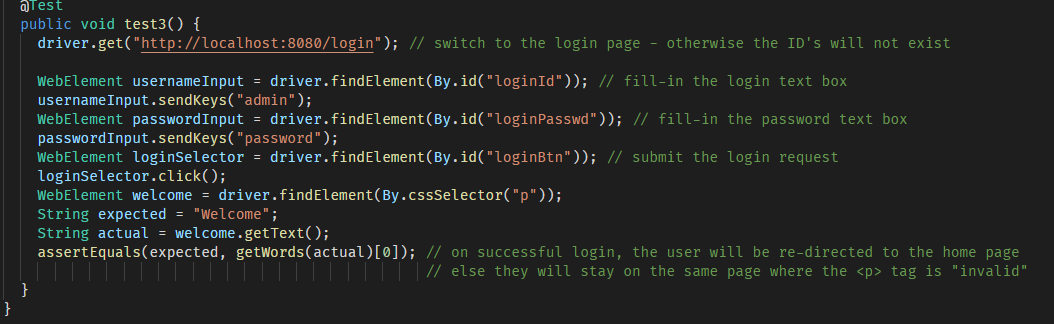 @Test
public void test3() {
driver.get("http://localhost:8080/login"); // switch to the login page - otherwise the ID's will not exist
WebElement usernameInput = driver.findElement(By.id("loginId")); // fill-in the login text box
usernameInput.sendKeys("admin");
WebElement passwordInput = driver.findElement(By.id("loginPasswd")); // fill-in the password text box
passwordInput.sendKeys("password");
WebElement loginSelector = driver.findElement(By.id("loginBtn")); // submit the login request
loginSelector.click();
WebElement welcome = driver.findElement(By.cssSelector("p"));
String expected = "Welcome";
String actual = welcome.getText();
assertEquals(expected, getWords(actual)[0]); // on successful login, the user will be re-directed to the home page
// else they will stay on the same page where the <p> tag is "invalid"
}
}